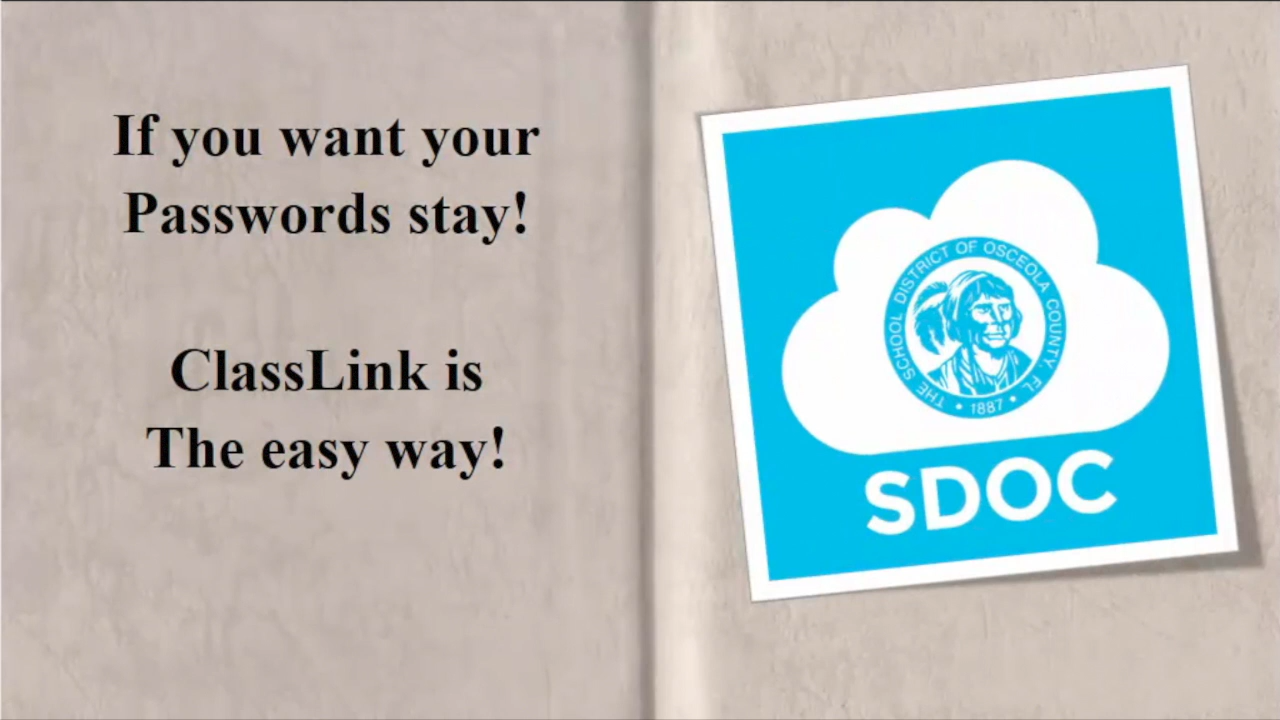 If you want your
Passwords stay!
ClassLink is
The easy way!
THE SCHOOL DISTRICT OF OSCEOLA COUNTY, FL
• 1887 •
SDOC